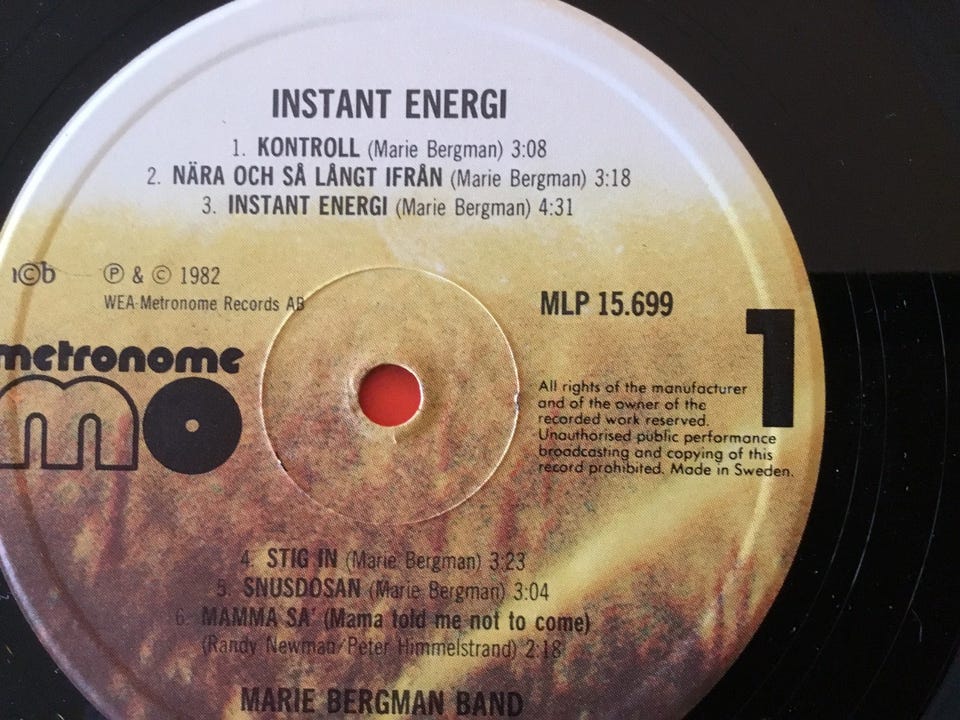 INSTANT ENERGI
1. KONTROLL (Marie Bergman) 3:08
2. NÄRA OCH SÅ LÅNGT IFRÅN (Marie Bergman) 3:18
3. INSTANT ENERGI (Marie Bergman) 4:31
n©b
Ⓟ & © 1982
WEA-Metronome Records AB
MLP 15.699
metronome
mo
1
All rights of the manufacturer
and of the owner of the
recorded work reserved.
Unauthorised public performance
broadcasting and copying of this
record prohibited. Made in Sweden.
4. STIG IN (Marie Bergman) 3:23
5. SNUSDOSAN (Marie Bergman) 3:04
6. MAMMA SA' (Mama told me not to come)
(Randy Newman/Peter Himmelstrand) 2:18
MARIE BERGMAN BAND